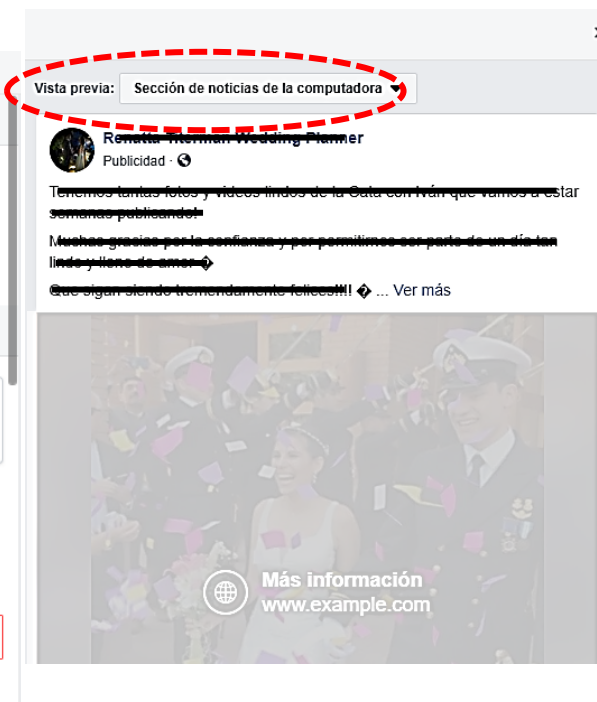 Vista previa: Sección de noticias de la computadora
Renatta Wedding Planner
Publicidad ·
Tenemos tantas fotos y videos lindos de la Cata con Iván que vamos a estar
semanas publicando!
Muchas gracias por la confianza y por permitirnos ser parte de un día tan
lindo y lleno de amor �
Que sigan siendo tremendamente felices!!!! � ... Ver más
Más información
www.example.com